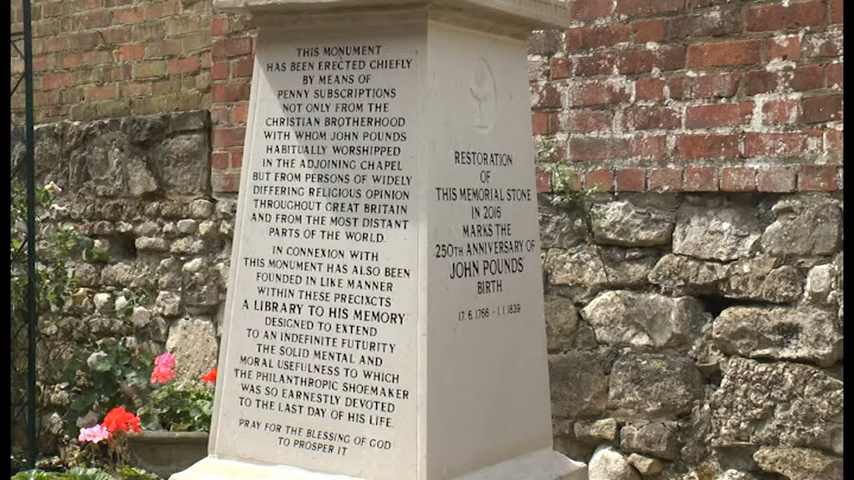 THIS MONUMENT
HAS BEEN ERECTED CHIEFLY
BY MEANS OF
PENNY SUBSCRIPTIONS
NOT ONLY FROM THE
CHRISTIAN BROTHERHOOD
WITH WHOM JOHN POUNDS
HABITUALLY WORSHIPPED
IN THE ADJOINING CHAPEL
BUT FROM PERSONS OF WIDELY
DIFFERING RELIGIOUS OPINION
THROUGHOUT GREAT BRITAIN
AND FROM THE MOST DISTANT
PARTS OF THE WORLD.
IN CONNEXION WITH
THIS MONUMENT HAS ALSO BEEN
FOUNDED IN LIKE MANNER
WITHIN THESE PRECIXCTS
A LIBRARY TO HIS MEMORY
DESIGNED TO EXTEND
TO AN INDEFINITE FUTURITY
THE SOLID MENTAL AND
MORAL USEFULNESS TO WHICH
THE PHILANTHROPIC SHOEMAKER
WAS SO EARNESTLY DEVOTED
TO THE LAST DAY OF HIS LIFE.
PRAY FOR THE BLESSING OF GOD
TO PROSPER IT
RESTORATION
OF
THIS MEMORIAL STONE
IN 2016
MARKS THE
250TH ANNIVERSARY OF
JOHN POUNDS'
BIRTH
17. 6. 1766 - 1. 1. 1839